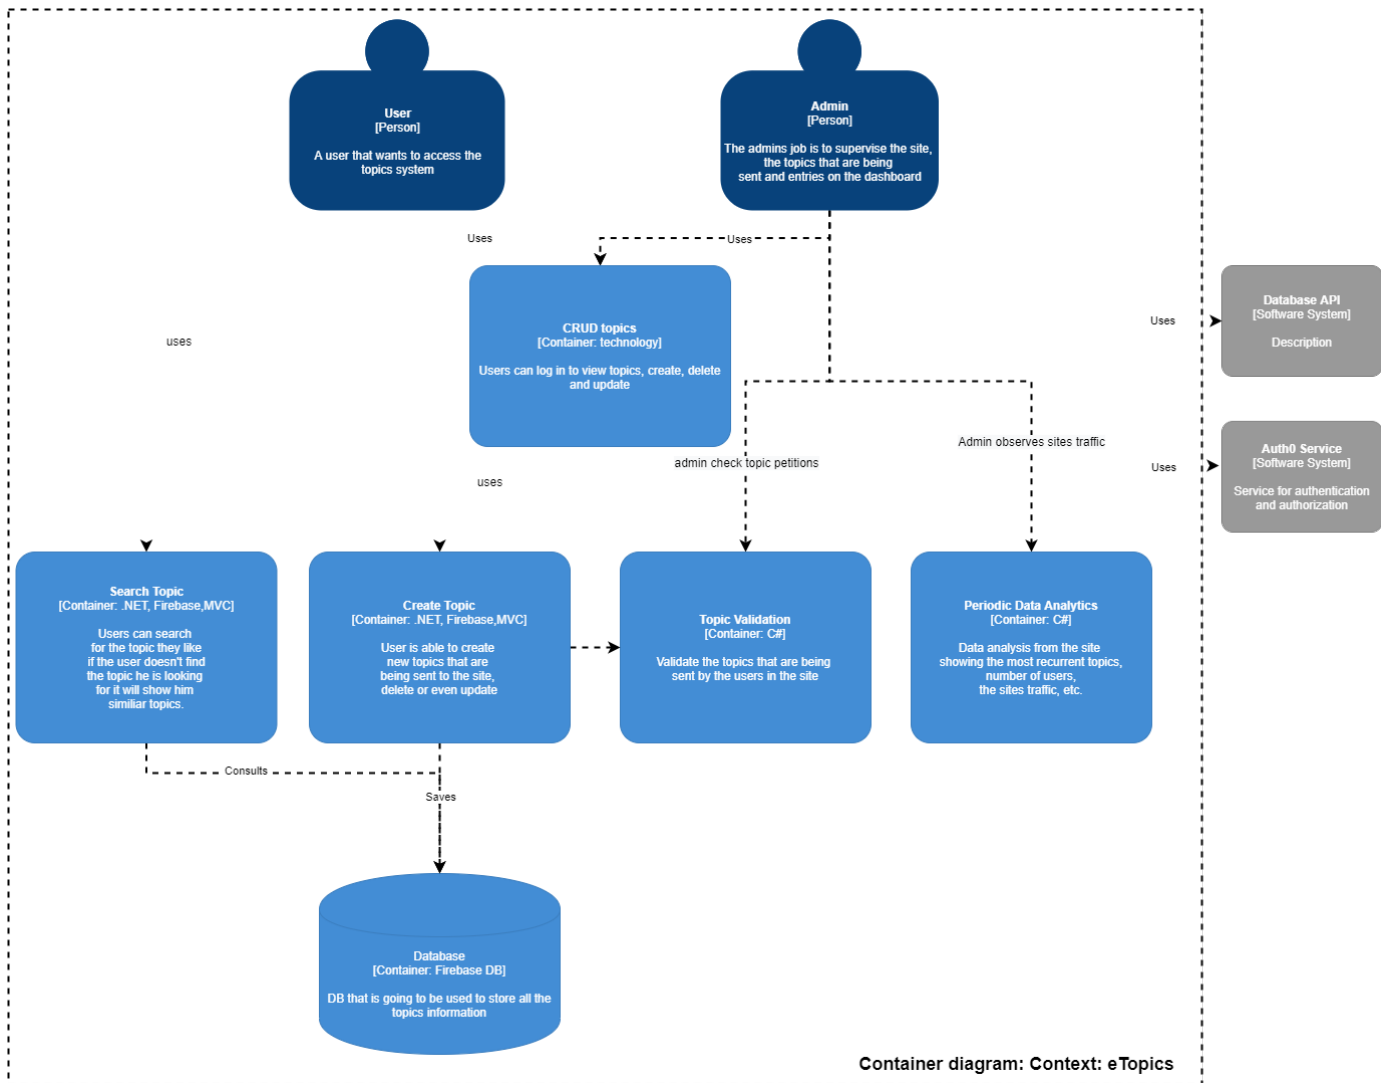 User
[Person]
A user that wants to access the
topics system
Admin
[Person]
The admins job is to supervise the site,
the topics that are being
sent and entries on the dashboard
Uses
Uses
CRUD topics
[Container: technology]
Users can log in to view topics, create, delete
and update
Uses
Database API
[Software System]
Description
uses
Admin observes sites traffic
admin check topic petitions
Uses
Auth0 Service
[Software System]
Service for authentication
and authorization
uses
Search Topic
[Container: .NET, Firebase,MVC]
Users can search
for the topic they like
if the user doesn't find
the topic he is looking
for it will show him
similiar topics.
Create Topic
[Container: .NET, Firebase,MVC]
User is able to create
new topics that are
being sent to the site,
delete or even update
Topic Validation
[Container: C#]
Validate the topics that are being
sent by the users in the site
Periodic Data Analytics
[Container: C#]
Data analysis from the site
showing the most recurrent topics,
number of users,
the sites traffic, etc.
Consults
Saves
Database
[Container: Firebase DB]
DB that is going to be used to store all the
topics information
Container diagram: Context: eTopics